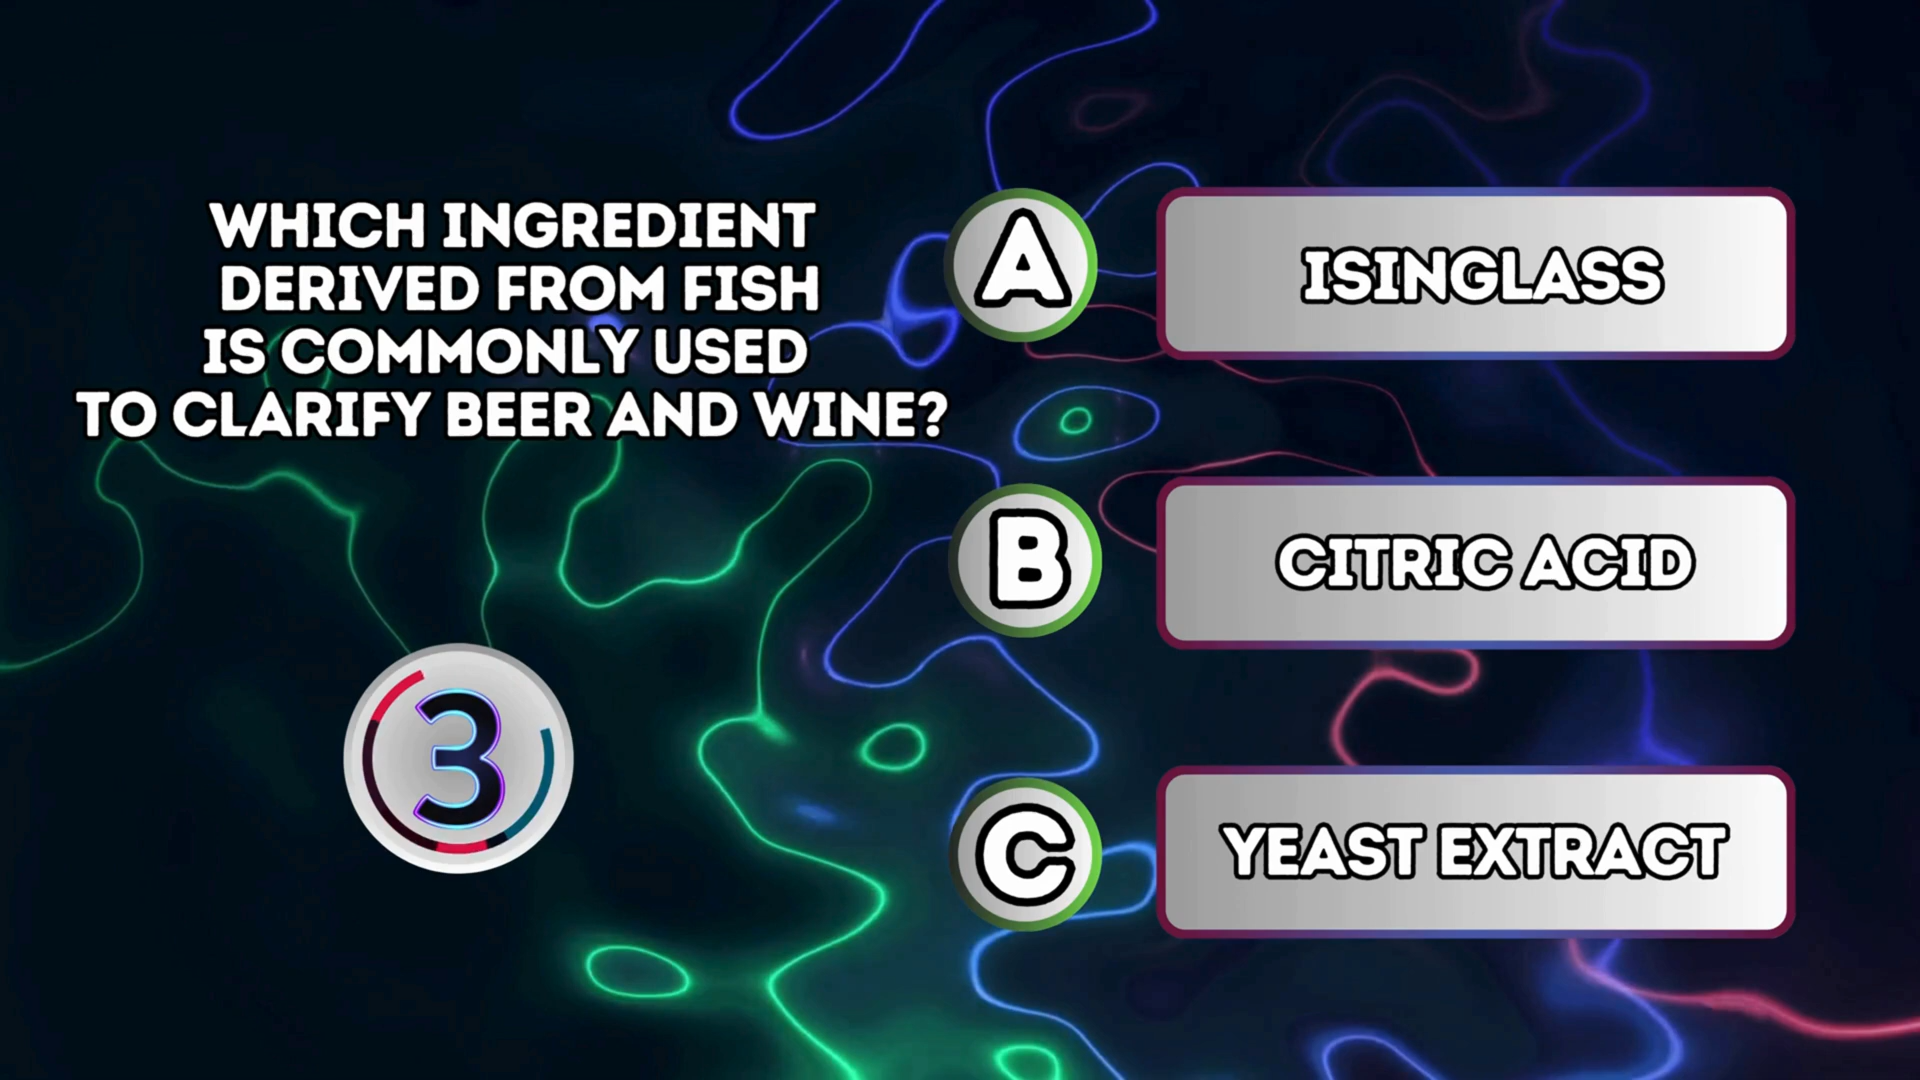 WHICH INGREDIENT
DERIVED FROM FISH
IS COMMONLY USED
TO CLARIFY BEER AND WINE?
A
ISINGLASS
B
CITRIC ACID
C
YEAST EXTRACT
3